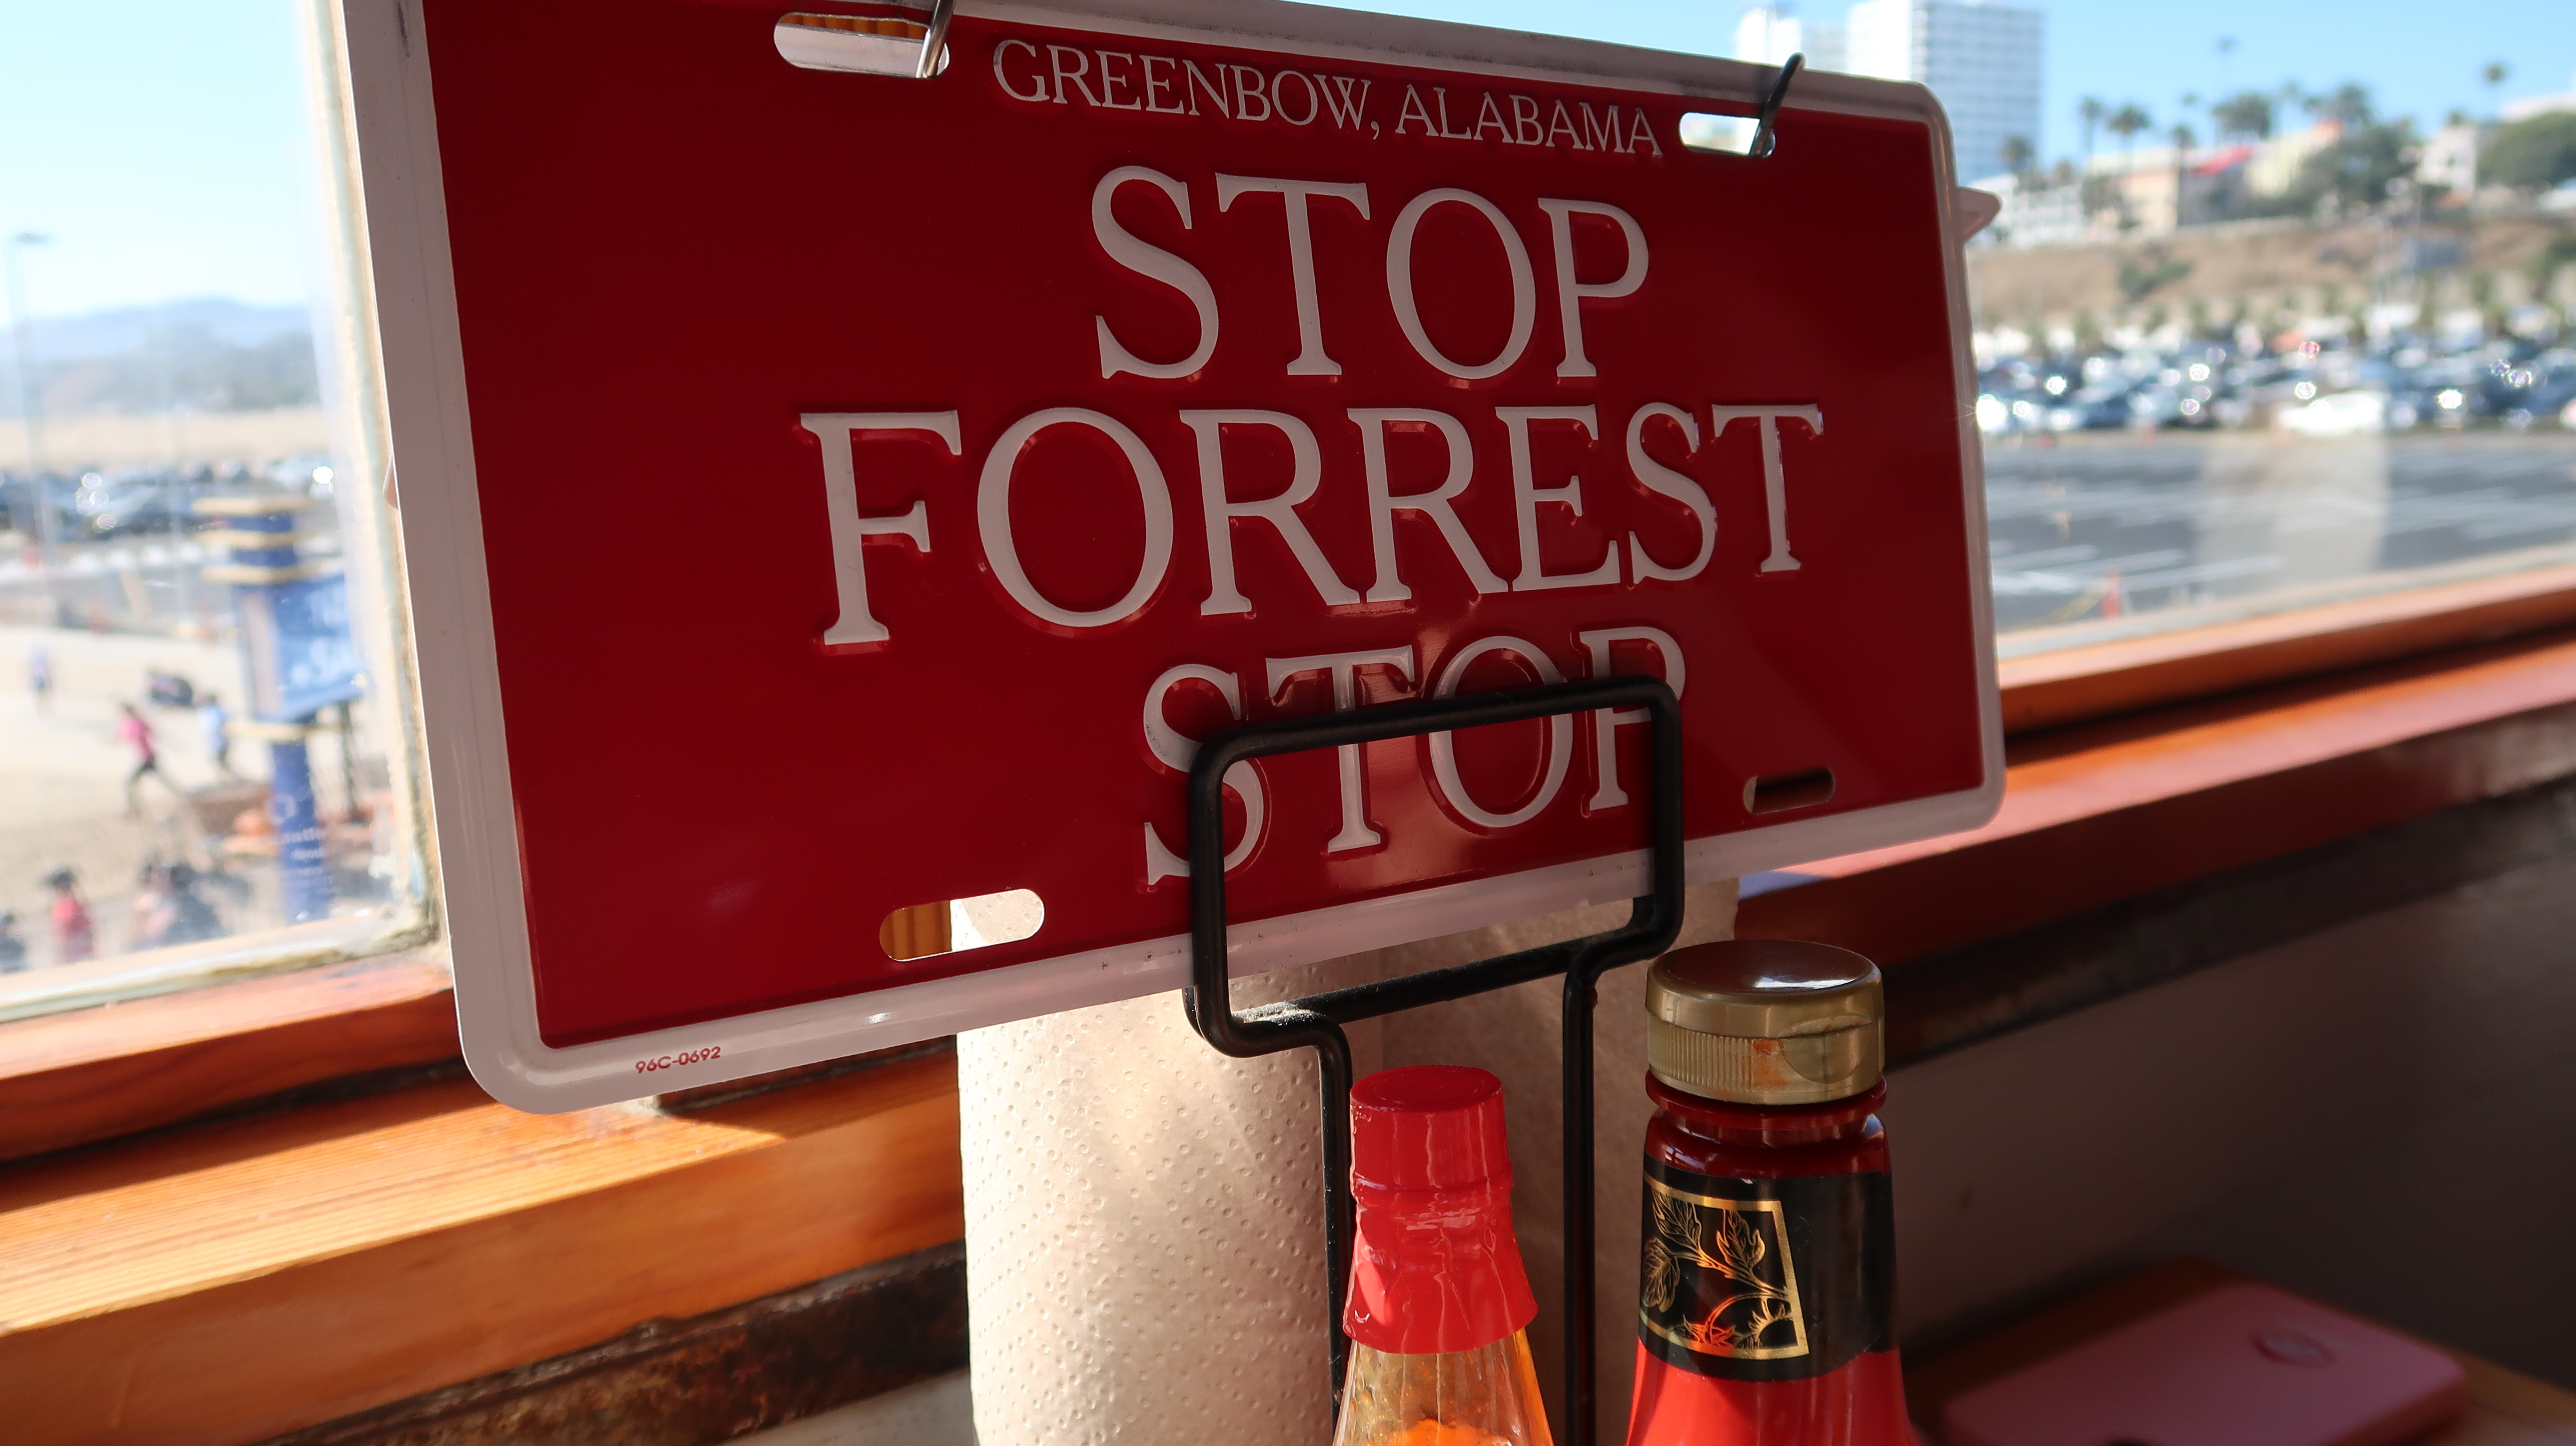 GREENBOW, ALABAMA
STOP
FORREST
STOP
96C-0692